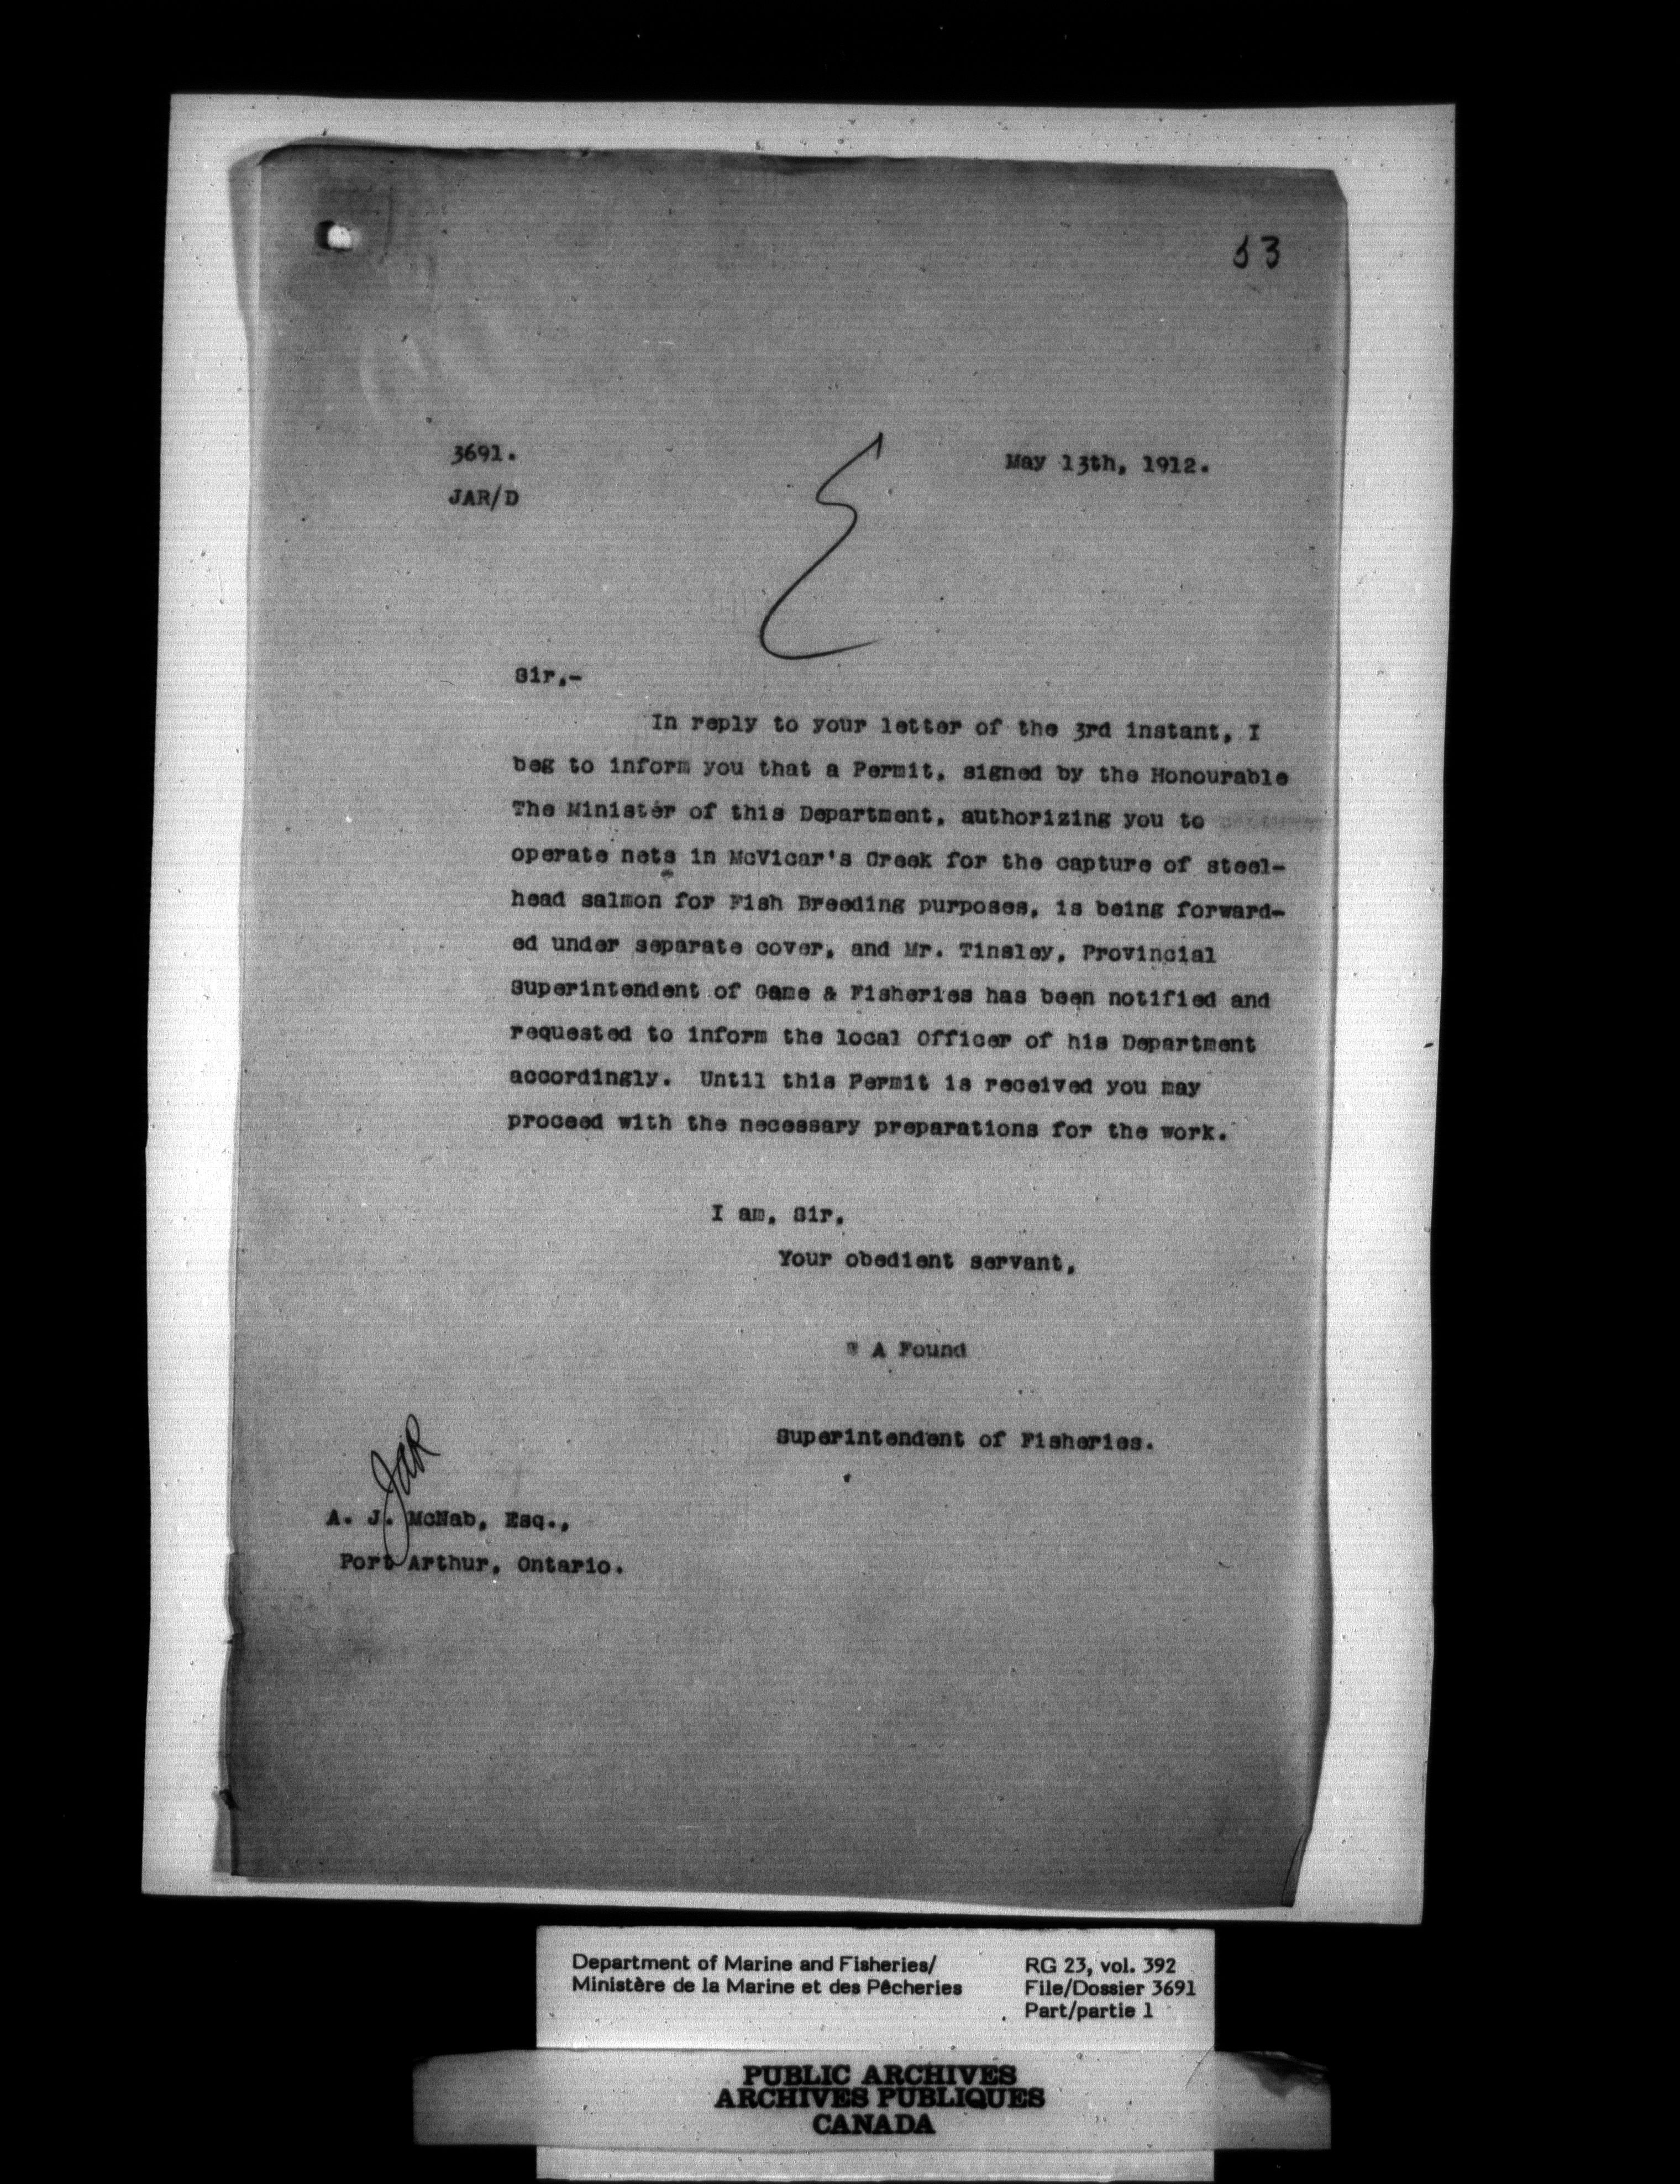 53
3691.
May 13th, 1912.
JAR/D
Sir,-
In reply to your letter of the 3rd instant, I
beg to inform you that a Permit, signed by the Honourable
The Minister of this Department, authorizing you to
operate nets in McVicar's Creek for the capture of steel-
head salmon for Fish Breeding purposes, is being forward-
ed under separate cover, and Mr. Tinsley, Provincial
Superintendent of Game & Fisheries has been notified and
requested to inform the local Officer of his Department
accordingly. Until this Permit is received you may
proceed with the necessary preparations for the work.
I am, Sir,
Your obedient servant,
W A Found
Superintendent of Fisheries.
JAR
A. J. McNab, Esq.,
Port Arthur, Ontario.
Department of Marine and Fisheries/
Ministère de la Marine et des Pêcheries
RG 23, vol. 392
File/Dossier 3691
Part/partie 1
PUBLIC ARCHIVES
ARCHIVES PUBLIQUES
CANADA